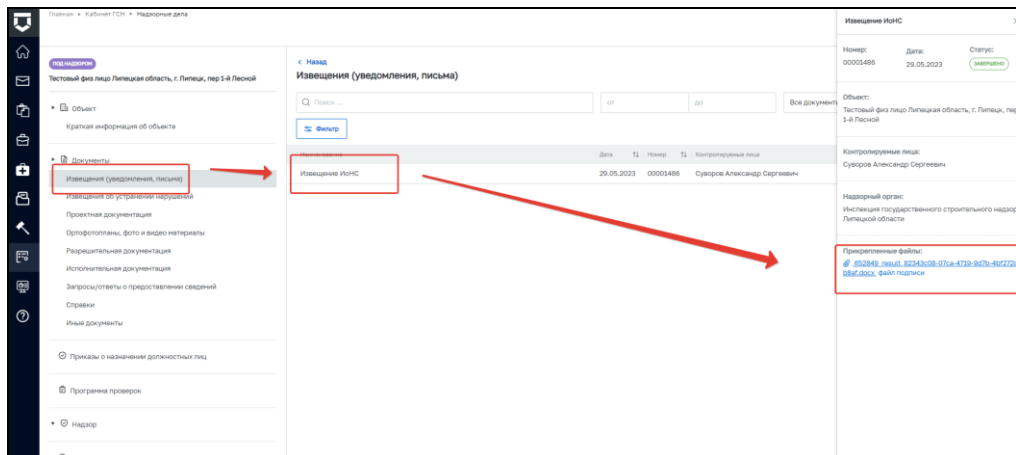 Главная • Кабинет ГСН • Надзорные дела
ПОД НАДЗОРОМ
Тестовый физ лицо Липецкая область, г. Липецк, пер 1-й Лесной
Объект
Краткая информация об объекте
Документы
Извещения (уведомления, письма)
Извещения об устранении нарушений
Проектная документация
Ортофотопланы, фото и видео материалы
Разрешительная документация
Исполнительная документация
Запросы/ответы о предоставлении сведений
Справки
Иные документы
Приказы о назначении должностных лиц
Программа проверок
Надзор
< Назад
Извещения (уведомления, письма)
Поиск ...
от
до
Все документы
Фильтр
Наименование Дата Номер Контролируемые лица
Извещение ИоНС 29.05.2023 00001486 Суворов Александр Сергеевич
Извещение ИоНС
Номер: Дата: Статус:
00001486 29.05.2023 ЗАВЕРШЕНО
Объект:
Тестовый физ лицо Липецкая область, г. Липецк, пер
1-й Лесной
Контролируемые лица:
Суворов Александр Сергеевич
Надзорный орган:
Инспекция государственного строительного надзор
Липецкой области
Прикрепленные файлы:
652849_result_82343c08-07ca-4719-9d7b-4bf272c
b8af.docx файл подписи